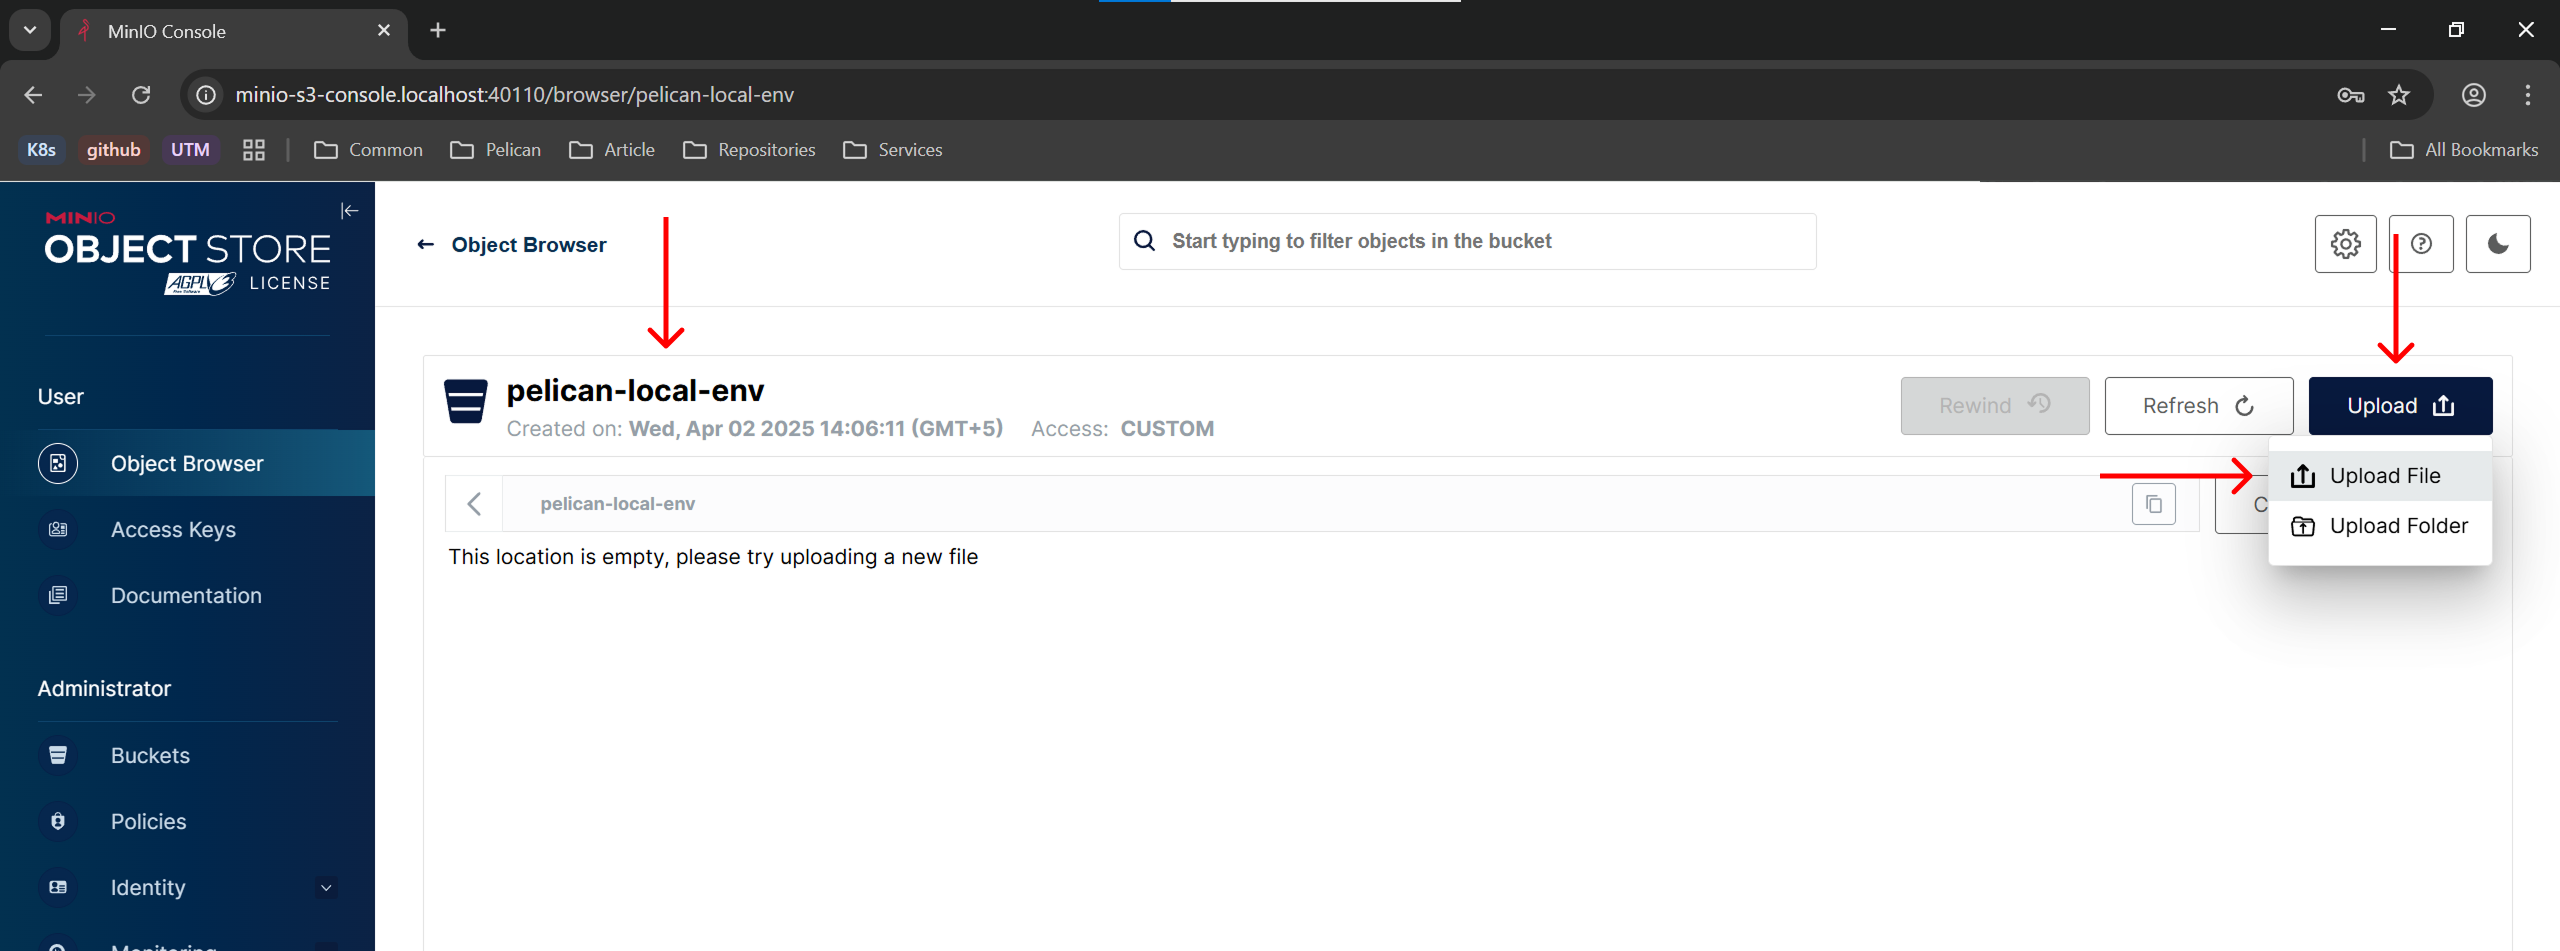 MinIO Console
minio-s3-console.localhost:40110/browser/pelican-local-env
K8s github UTM Common Pelican Article Repositories Services All Bookmarks
MINIO
OBJECT STORE
AGPL v3 LICENSE
Object Browser
Start typing to filter objects in the bucket
User
Object Browser
Access Keys
Documentation
Administrator
Buckets
Policies
Identity
Monitoring
pelican-local-env
Created on: Wed, Apr 02 2025 14:06:11 (GMT+5) Access: CUSTOM
Rewind Refresh Upload
Upload File
Upload Folder
pelican-local-env
C
This location is empty, please try uploading a new file